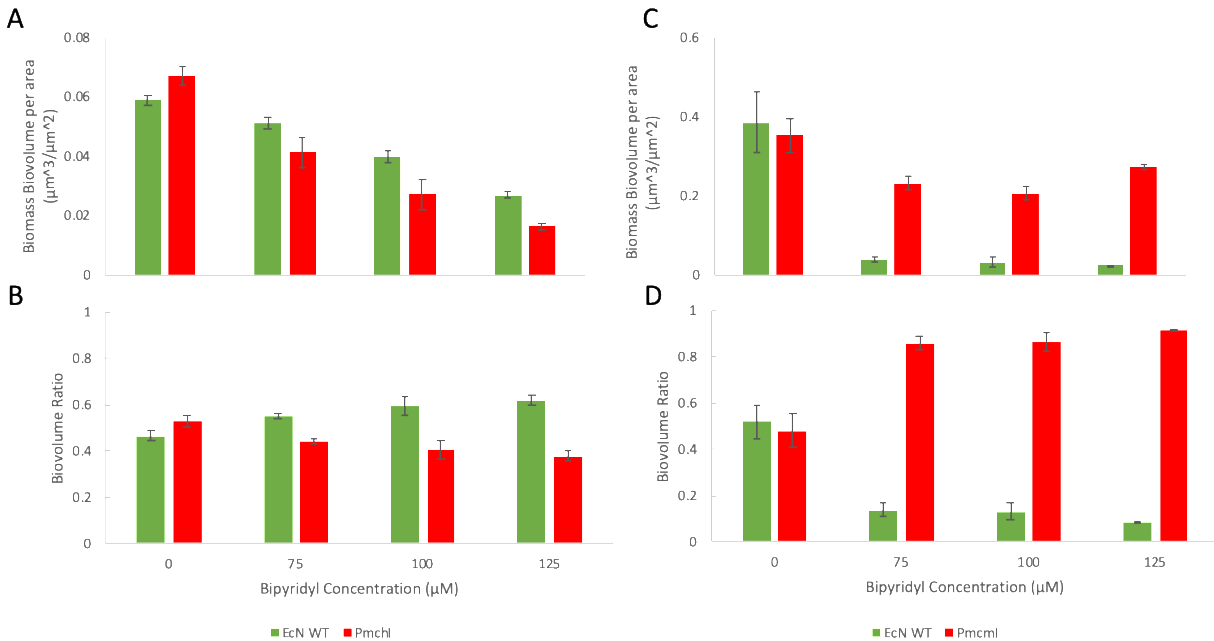 A
Biomass Biovolume per area
(µm^3/µm^2)
0.08
0.06
0.04
0.02
0
B
Biovolume Ratio
1
0.8
0.6
0.4
0.2
0
0 75 100 125
Bipyridyl Concentration (µM)
EcN WT PmchI
C
Biomass Biovolume per area
(µm^3/µm^2)
0.6
0.4
0.2
0
D
Biovolume Ratio
1
0.8
0.6
0.4
0.2
0
0 75 100 125
Bipyridyl Concentration (µM)
EcN WT PmcmI